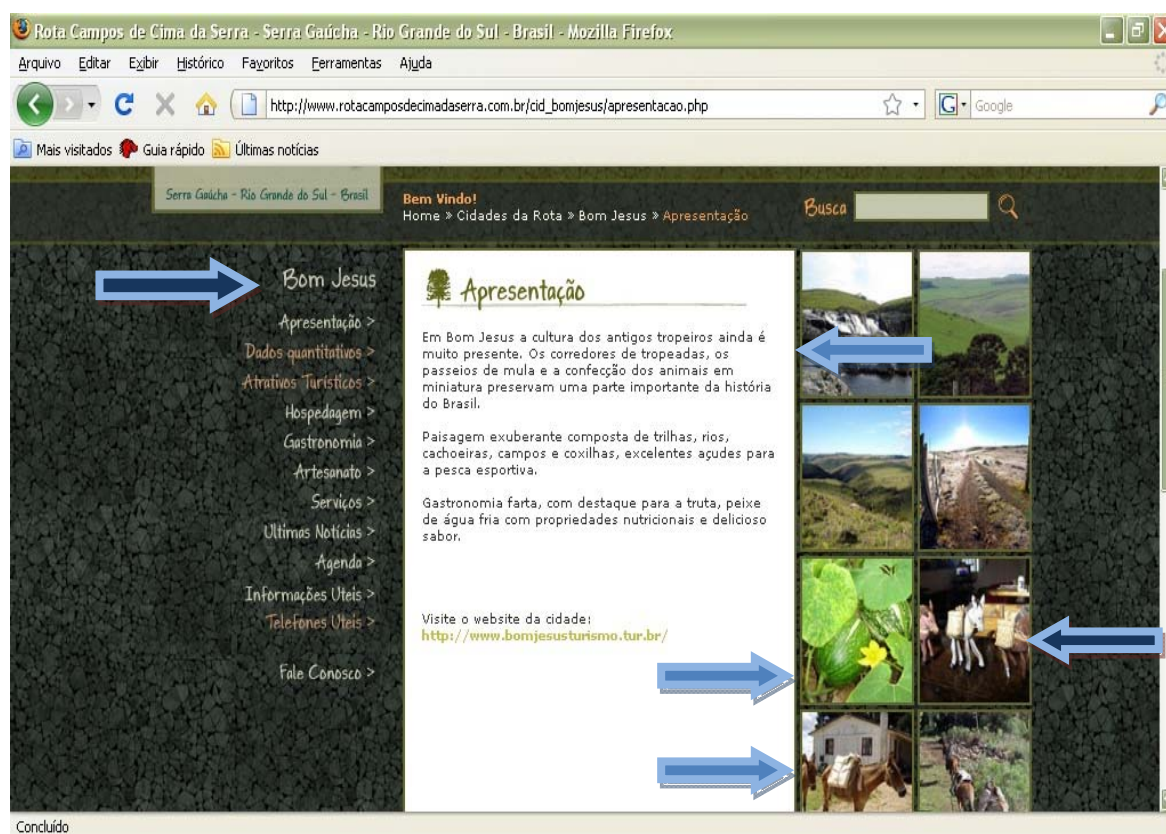 Rota Campos de Cima da Serra - Serra Gaúcha - Rio Grande do Sul - Brasil - Mozilla Firefox
Arquivo Editar Exibir Histórico Favoritos Ferramentas Ajuda
http://www.rotacamposdecimadaserra.com.br/cid_bomjesus/apresentacao.php
G Google
Mais visitados Guia rápido Últimas notícias
Serra Gaúcha - Rio Grande do Sul - Brasil
Bem Vindo!
Home » Cidades da Rota » Bom Jesus » Apresentação
Busca
Bom Jesus
Apresentação >
Dados quantitativos >
Atrativos Turísticos >
Hospedagem >
Gastronomia >
Artesanato >
Serviços >
Ultimas Notícias >
Agenda >
Informações Uteis >
Telefones Uteis >
Fale Conosco >
Apresentação
Em Bom Jesus a cultura dos antigos tropeiros ainda é
muito presente. Os corredores de tropeadas, os
passeios de mula e a confecção dos animais em
miniatura preservam uma parte importante da história
do Brasil.
Paisagem exuberante composta de trilhas, rios,
cachoeiras, campos e coxilhas, excelentes açudes para
a pesca esportiva.
Gastronomia farta, com destaque para a truta, peixe
de água fria com propriedades nutricionais e delicioso
sabor.
Visite o website da cidade:
http://www.bomjesusturismo.tur.br/
Concluído